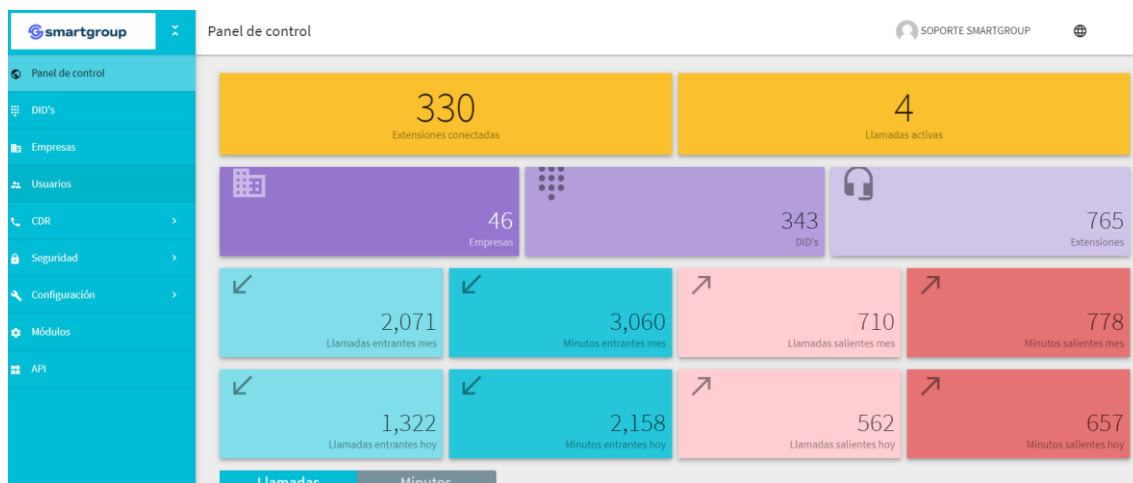 smartgroup
Panel de control
SOPORTE SMARTGROUP
Panel de control
DID's
Empresas
Usuarios
CDR
Seguridad
Configuración
Módulos
API
330
Extensiones conectadas
4
Llamadas activas
46
Empresas
343
DID's
765
Extensiones
2,071
Llamadas entrantes mes
3,060
Minutos entrantes mes
710
Llamadas salientes mes
778
Minutos salientes mes
1,322
Llamadas entrantes hoy
2,158
Minutos entrantes hoy
562
Llamadas salientes hoy
657
Minutos salientes hoy
Llamadas
Minutos